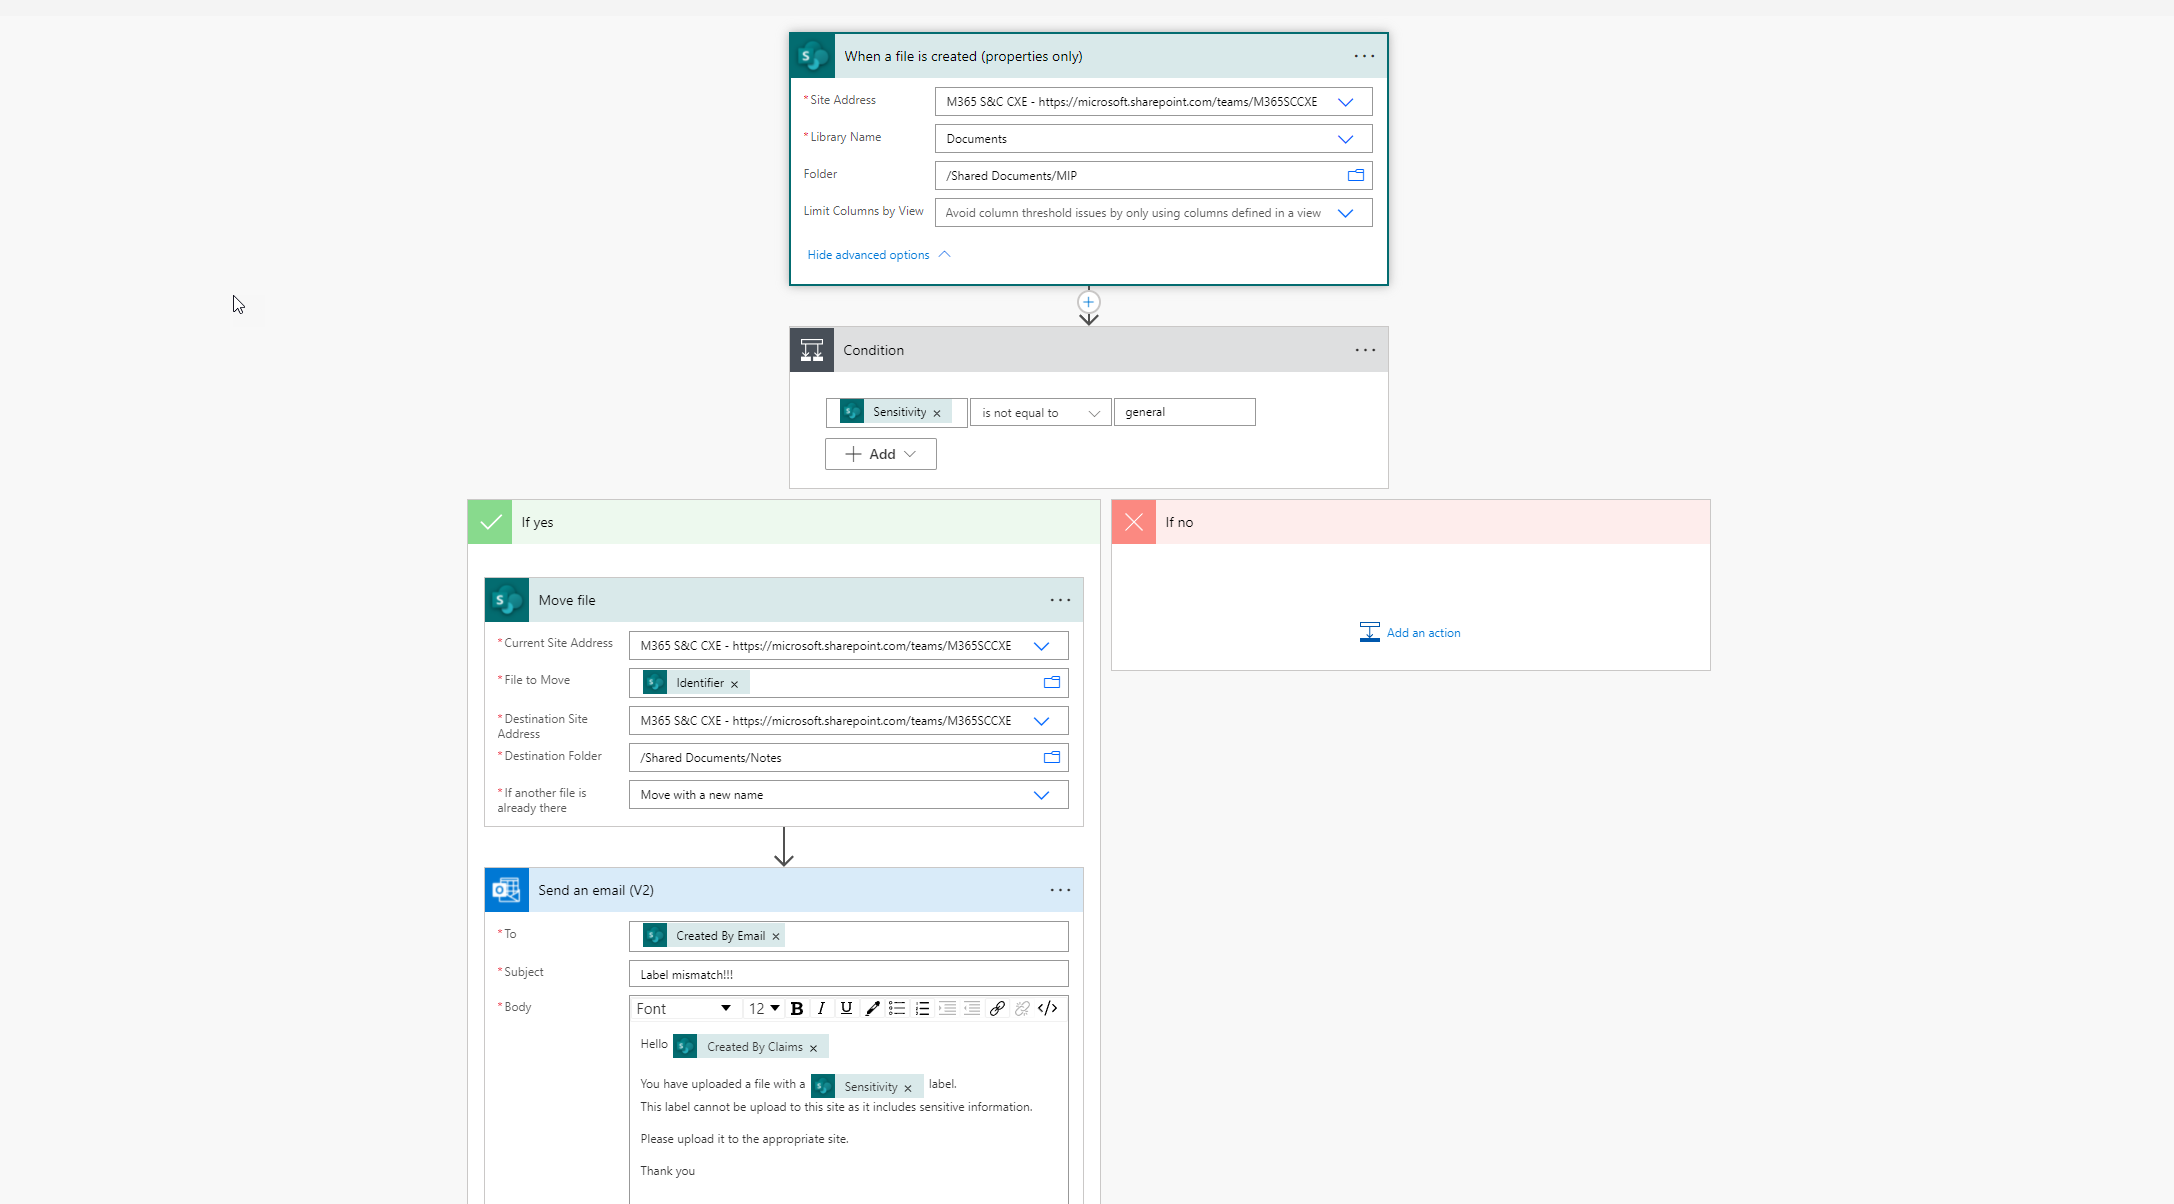 When a file is created (properties only)
* Site Address
M365 S&C CXE - https://microsoft.sharepoint.com/teams/M365SCCXE
* Library Name
Documents
Folder
/Shared Documents/MIP
Limit Columns by View
Avoid column threshold issues by only using columns defined in a view
Hide advanced options
Condition
Sensitivity × is not equal to general
+ Add
If yes
If no
Add an action
Move file
* Current Site Address
M365 S&C CXE - https://microsoft.sharepoint.com/teams/M365SCCXE
* File to Move
Identifier ×
* Destination Site
Address
M365 S&C CXE - https://microsoft.sharepoint.com/teams/M365SCCXE
* Destination Folder
/Shared Documents/Notes
* If another file is
already there
Move with a new name
Send an email (V2)
* To
Created By Email ×
* Subject
Label mismatch!!!
* Body
Font 12 B I U </>
Hello Created By Claims ×
You have uploaded a file with a Sensitivity × label.
This label cannot be upload to this site as it includes sensitive information.
Please upload it to the appropriate site.
Thank you